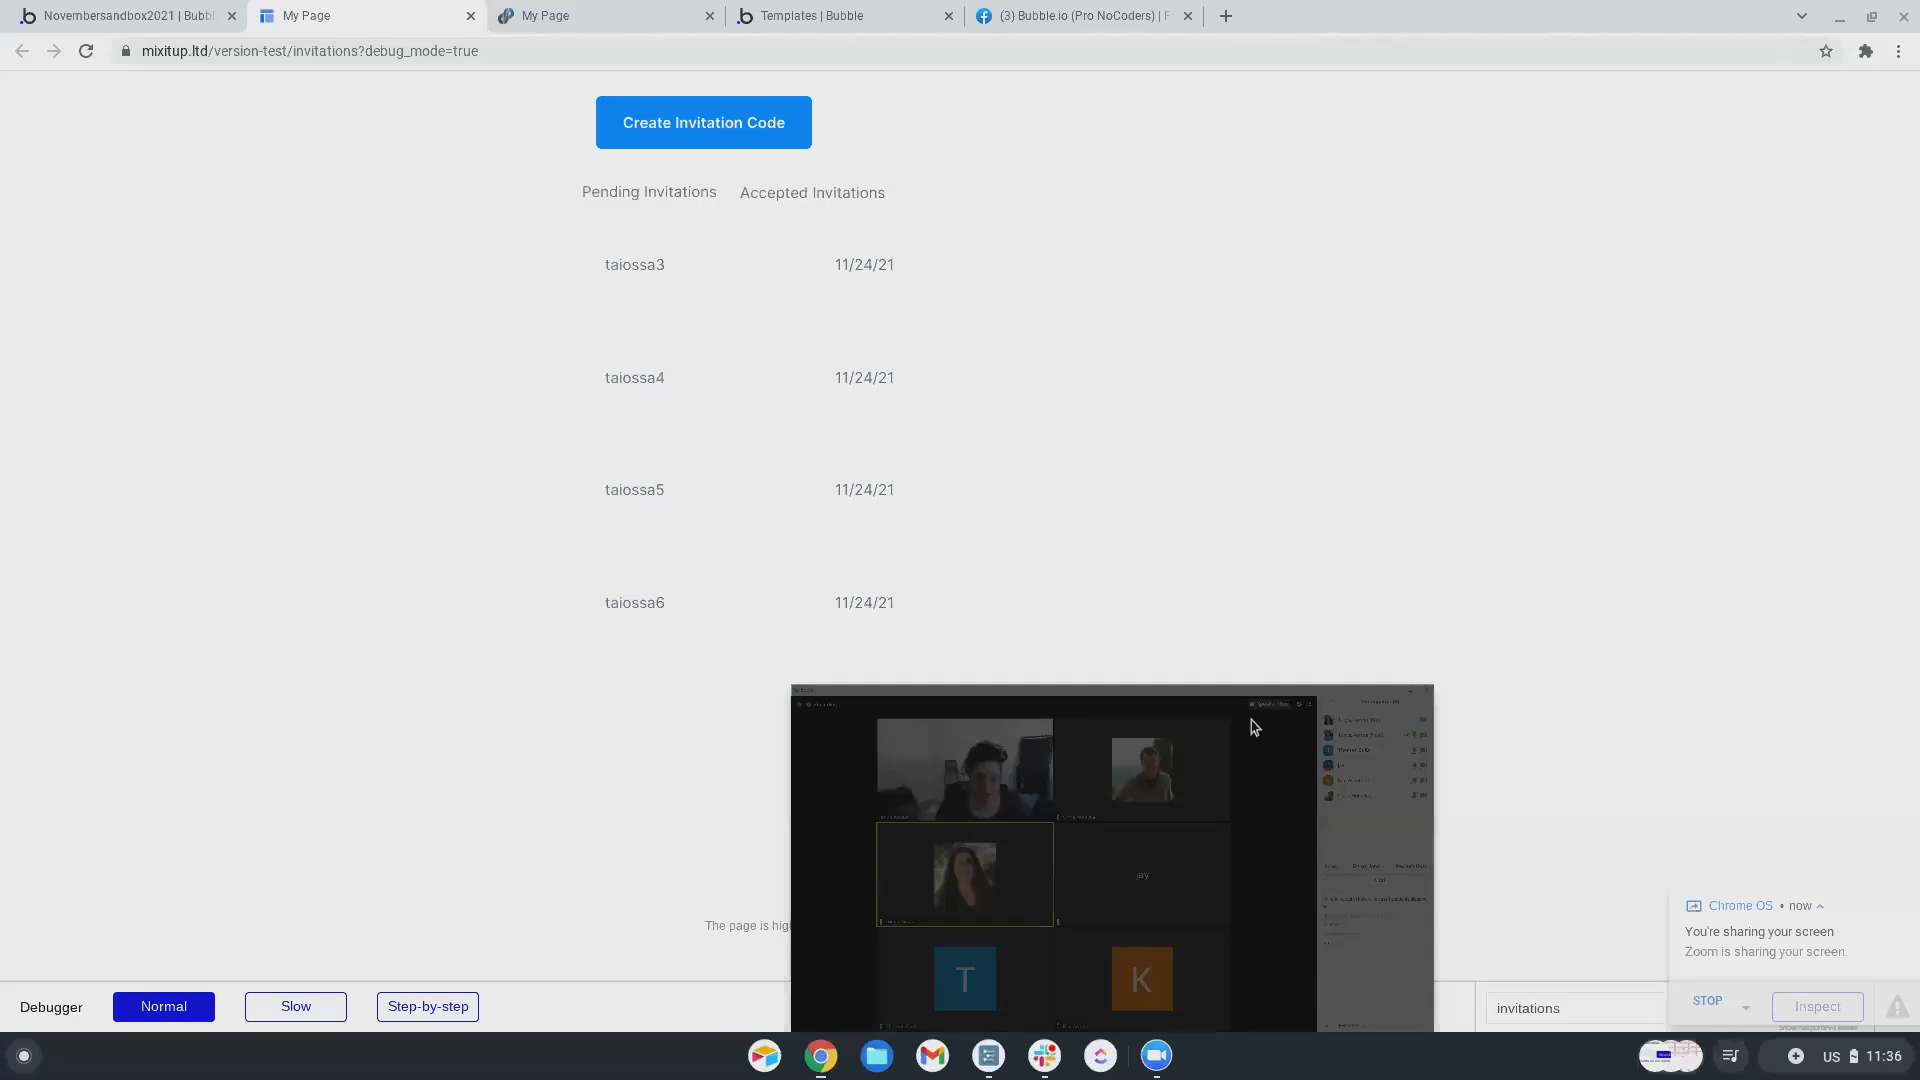 Novembersandbox2021 | Bubbl
My Page
My Page
Templates | Bubble
(3) Bubble.io (Pro NoCoders) | F
mixitup.ltd/version-test/invitations?debug_mode=true
Create Invitation Code
Pending Invitations
Accepted Invitations
taiossa3
11/24/21
taiossa4
11/24/21
taiossa5
11/24/21
taiossa6
11/24/21
jay
T
K
The page is
Chrome OS • now
You're sharing your screen
Zoom is sharing your screen.
STOP
Debugger
Normal
Slow
Step-by-step
invitations
Inspect
US
11:36